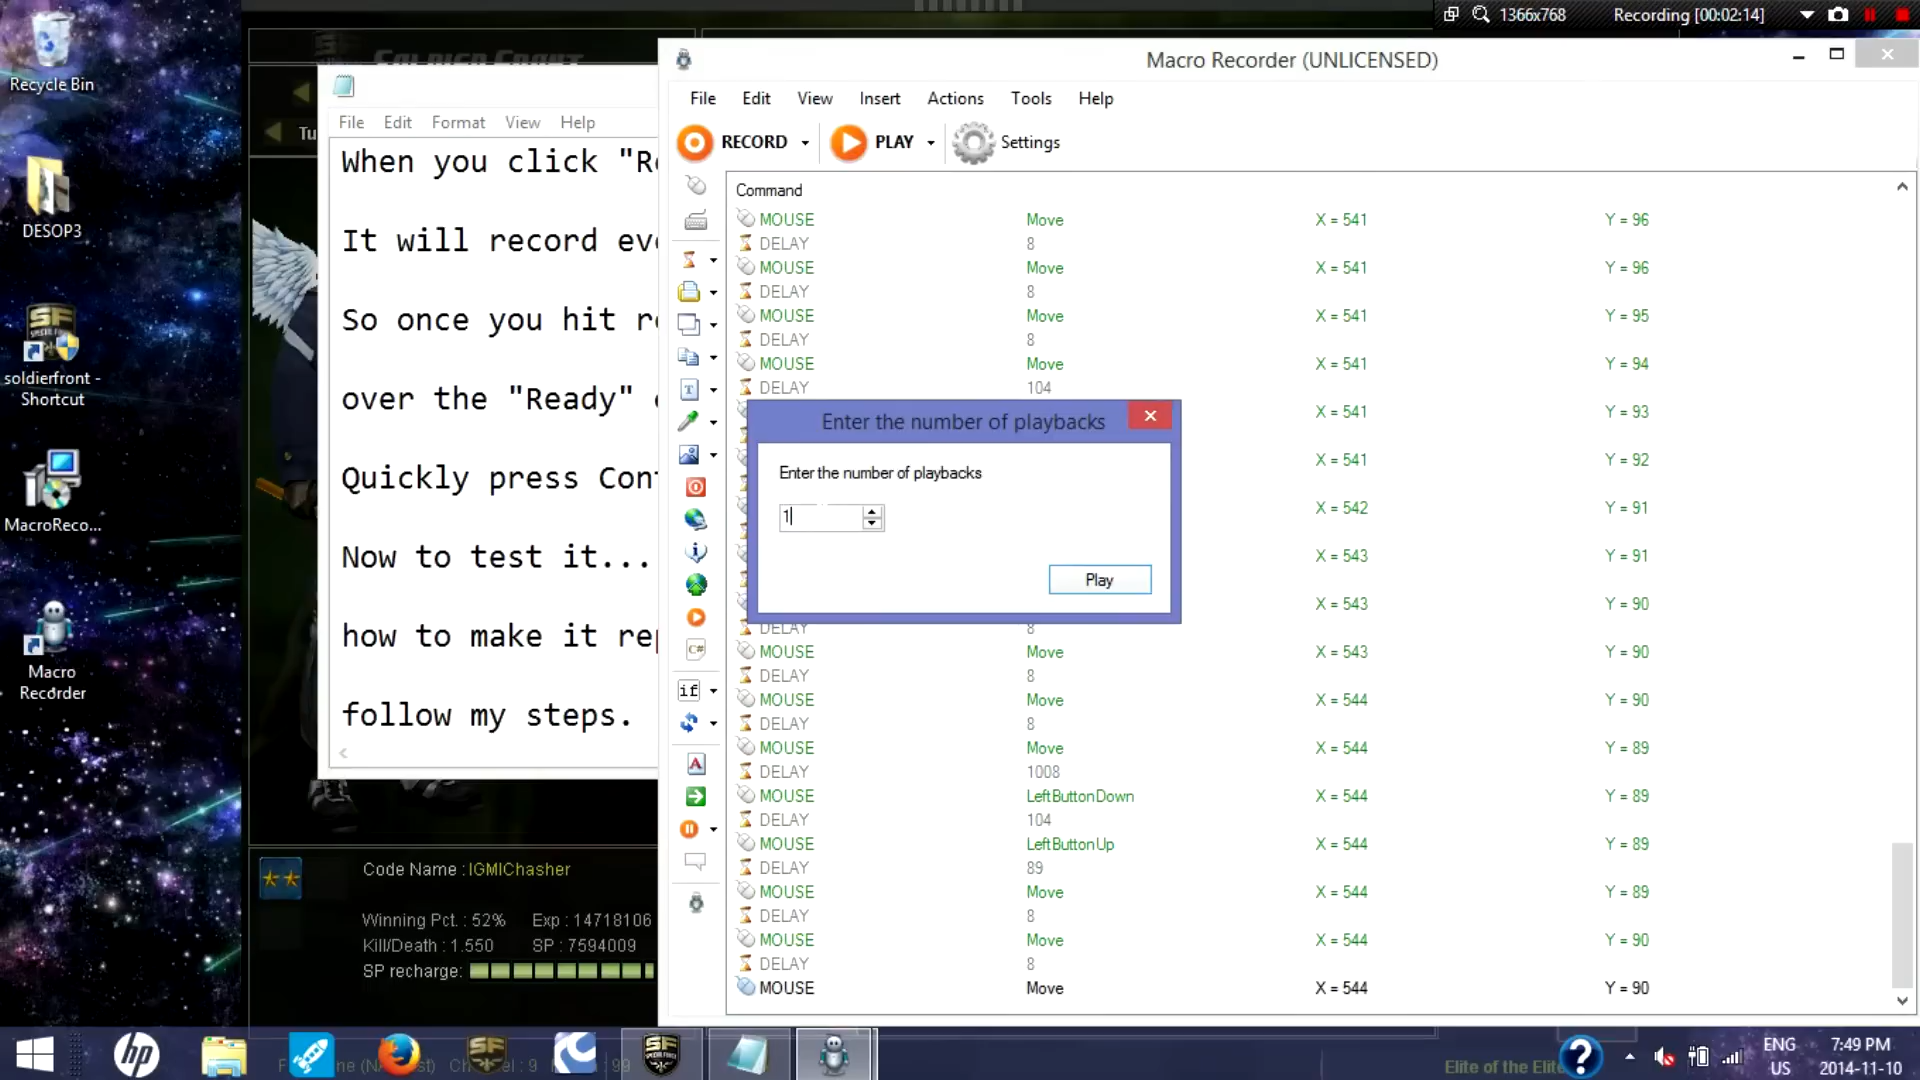 1366x768
Recording [00:02:14]
Recycle Bin
DESOP3
soldierfront -
Shortcut
MacroReco...
Macro
Recorder
Tu
File Edit Format View Help
When you click "R
It will record ev
So once you hit r
over the "Ready"
Quickly press Con
Now to test it...
how to make it rep
follow my steps.
Macro Recorder (UNLICENSED)
File Edit View Insert Actions Tools Help
RECORD PLAY Settings
Command
MOUSE Move X = 541 Y = 96
DELAY 8
MOUSE Move X = 541 Y = 96
DELAY 8
MOUSE Move X = 541 Y = 95
DELAY 8
MOUSE Move X = 541 Y = 94
DELAY 104
X = 541 Y = 93
X = 541 Y = 92
X = 542 Y = 91
X = 543 Y = 91
X = 543 Y = 90
Enter the number of playbacks
Enter the number of playbacks
1
Play
DELAY 8
MOUSE Move X = 543 Y = 90
DELAY 8
MOUSE Move X = 544 Y = 90
DELAY 8
MOUSE Move X = 544 Y = 89
DELAY 1008
MOUSE LeftButtonDown X = 544 Y = 89
DELAY 104
MOUSE LeftButtonUp X = 544 Y = 89
DELAY 89
MOUSE Move X = 544 Y = 89
DELAY 8
MOUSE Move X = 544 Y = 90
DELAY 8
MOUSE Move X = 544 Y = 90
T
C#
if
A
Code Name : IGMIChasher
Winning Pct. : 52% Exp : 14718106
Kill/Death : 1.550 SP : 7594009
SP recharge:
hp
SF
Elite of the Elite
ENG
US
7:49 PM
2014-11-10